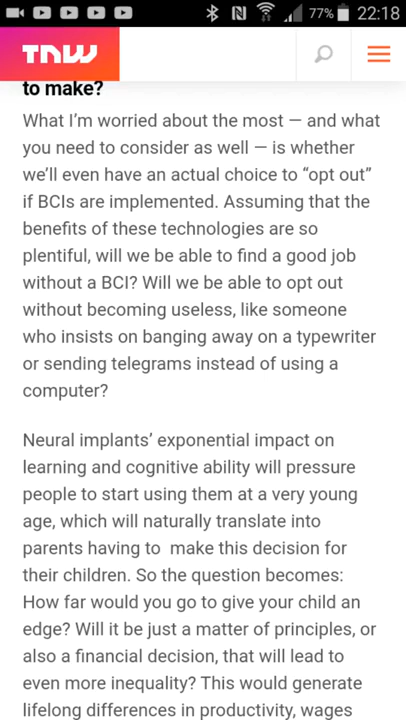 77% 22:18
TNW
to make?
What I'm worried about the most — and what
you need to consider as well — is whether
we'll even have an actual choice to “opt out”
if BCIs are implemented. Assuming that the
benefits of these technologies are so
plentiful, will we be able to find a good job
without a BCI? Will we be able to opt out
without becoming useless, like someone
who insists on banging away on a typewriter
or sending telegrams instead of using a
computer?
Neural implants’ exponential impact on
learning and cognitive ability will pressure
people to start using them at a very young
age, which will naturally translate into
parents having to  make this decision for
their children. So the question becomes:
How far would you go to give your child an
edge? Will it be just a matter of principles, or
also a financial decision, that will lead to
even more inequality? This would generate
lifelong differences in productivity, wages